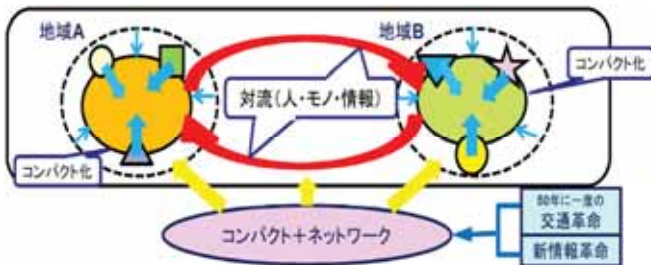 地域A
地域B
コンパクト化
対流(人・モノ・情報)
コンパクト化
コンパクト+ネットワーク
80年に一度の
交通革命
新情報革命